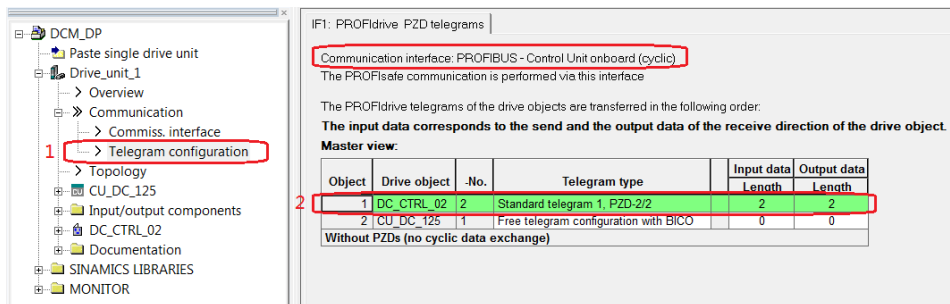 DCM_DP
Paste single drive unit
Drive_unit_1
> Overview
Communication
> Commiss. interface
1 > Telegram configuration
> Topology
CU_DC_125
Input/output components
DC_CTRL_02
Documentation
SINAMICS LIBRARIES
MONITOR
IF1: PROFIdrive PZD telegrams
Communication interface: PROFIBUS - Control Unit onboard (cyclic)
The PROFIsafe communication is performed via this interface
The PROFIdrive telegrams of the drive objects are transferred in the following order:
The input data corresponds to the send and the output data of the receive direction of the drive object.
Master view:
Object Drive object -No. Telegram type Input data Output data
Length Length
2 1 DC_CTRL_02 2 Standard telegram 1, PZD-2/2 2 2
2 CU_DC_125 1 Free telegram configuration with BICO 0 0
Without PZDs (no cyclic data exchange)